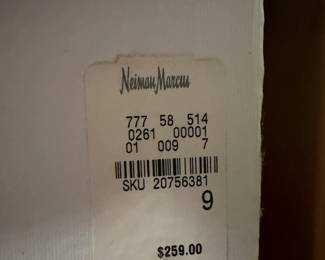 Neiman Marcus
777 58 514
0261 00001
01 009 7
SKU 20756381
9
$259.00